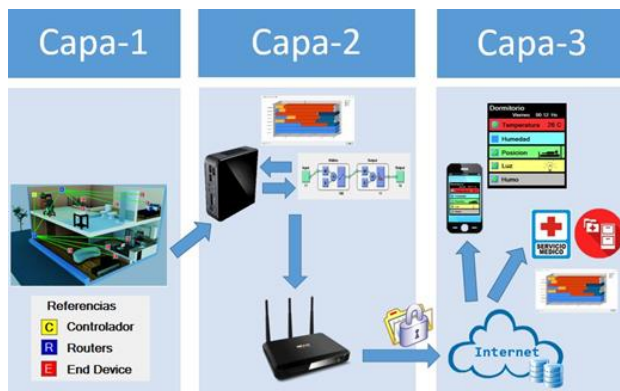 Capa-1
Capa-2
Capa-3
Dormitorio
Temperatura 26 C
Humedad
Posicion
Luz
Humo
SERVICIO
MEDICO
Referencias
C Controlador
R Routers
E End Device
Internet